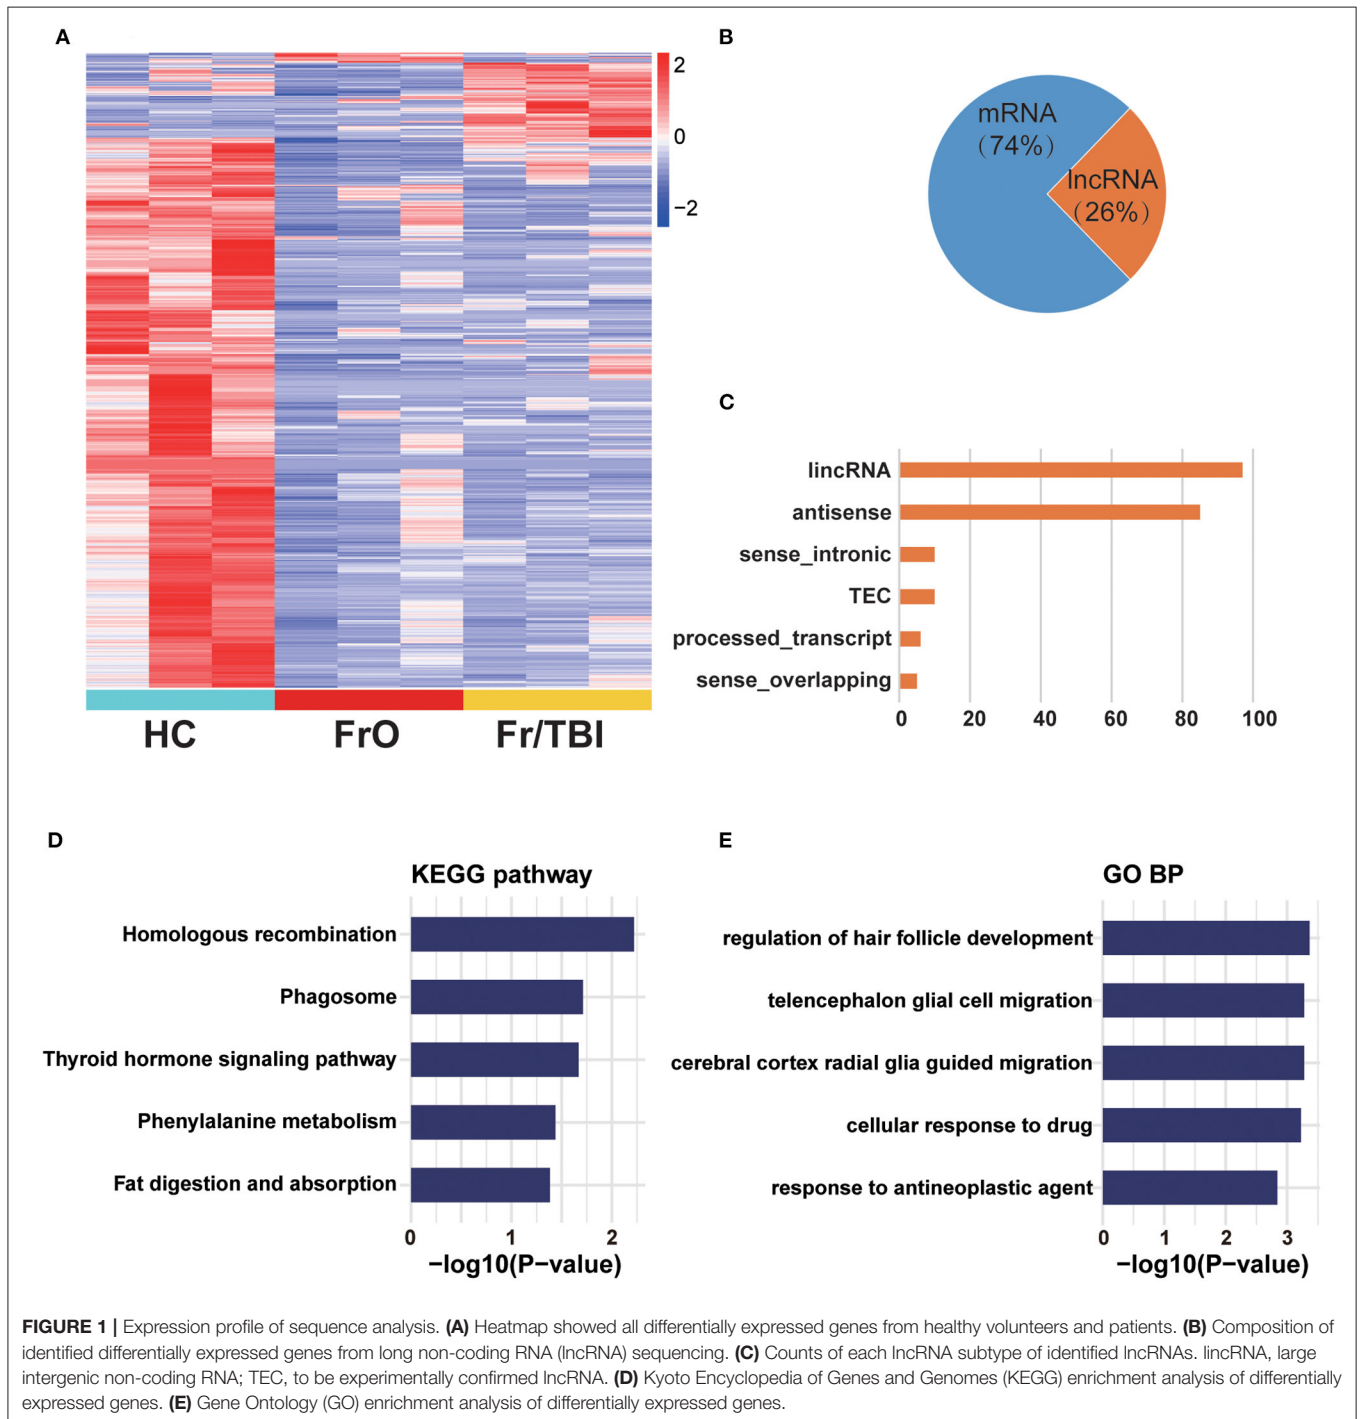 A
2
0
−2
HC
FrO
Fr/TBI
B
mRNA
(74%)
lncRNA
(26%)
C
lincRNA
antisense
sense_intronic
TEC
processed_transcript
sense_overlapping
0 20 40 60 80 100
D
KEGG pathway
Homologous recombination
Phagosome
Thyroid hormone signaling pathway
Phenylalanine metabolism
Fat digestion and absorption
0 1 2
−log10(P−value)
E
GO BP
regulation of hair follicle development
telencephalon glial cell migration
cerebral cortex radial glia guided migration
cellular response to drug
response to antineoplastic agent
0 1 2 3
−log10(P−value)
FIGURE 1 | Expression profile of sequence analysis. (A) Heatmap showed all differentially expressed genes from healthy volunteers and patients. (B) Composition of
identified differentially expressed genes from long non-coding RNA (lncRNA) sequencing. (C) Counts of each lncRNA subtype of identified lncRNAs. lincRNA, large
intergenic non-coding RNA; TEC, to be experimentally confirmed lncRNA. (D) Kyoto Encyclopedia of Genes and Genomes (KEGG) enrichment analysis of differentially
expressed genes. (E) Gene Ontology (GO) enrichment analysis of differentially expressed genes.